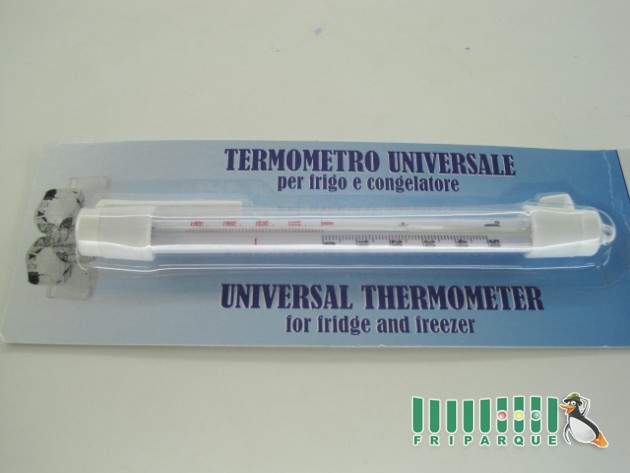 TERMOMETRO UNIVERSALE
per frigo e congelatore
UNIVERSAL THERMOMETER
for fridge and freezer
FRIPARQUE